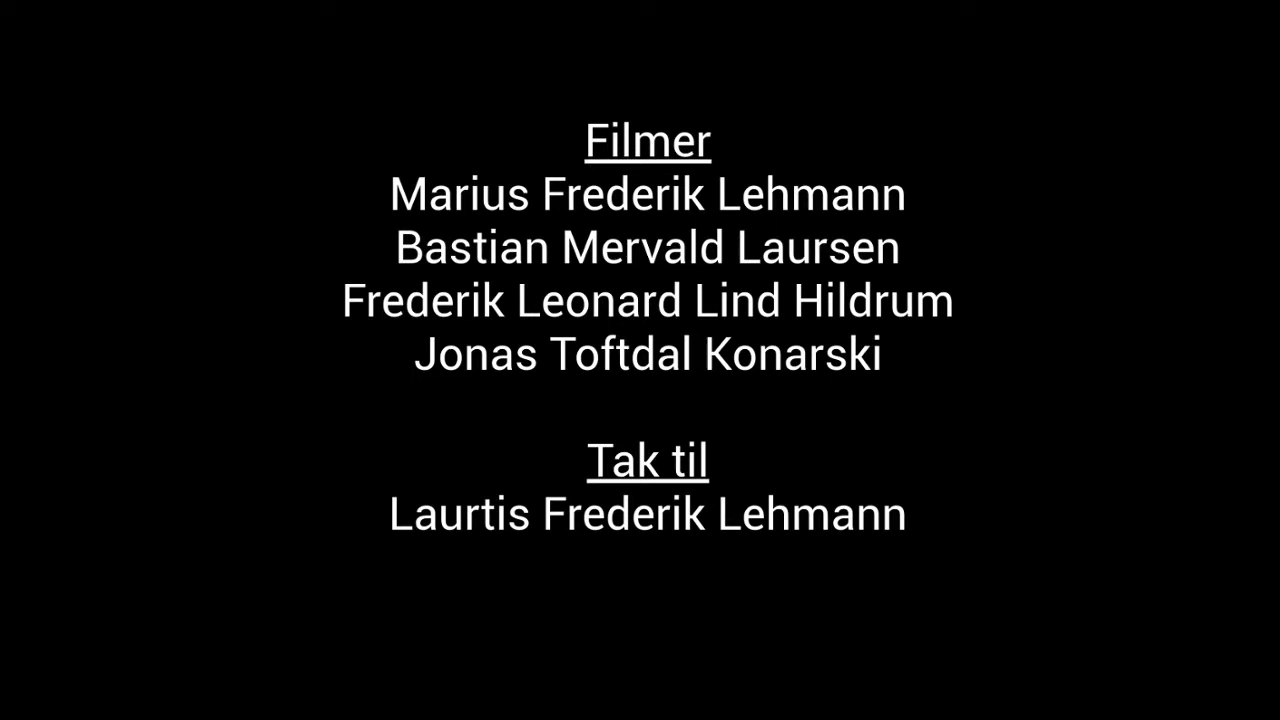 Filmer
Marius Frederik Lehmann
Bastian Mervald Laursen
Frederik Leonard Lind Hildrum
Jonas Toftdal Konarski
Tak til
Laurtis Frederik Lehmann